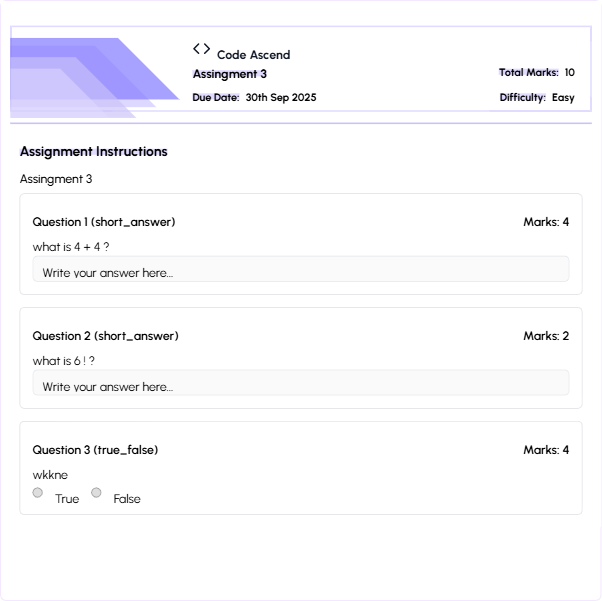 Code Ascend
Assingment 3
Total Marks: 10
Due Date: 30th Sep 2025
Difficulty: Easy
Assignment Instructions
Assingment 3
Question 1 (short_answer) Marks: 4
what is 4 + 4 ?
Write your answer here...
Question 2 (short_answer) Marks: 2
what is 6 ! ?
Write your answer here...
Question 3 (true_false) Marks: 4
wkkne
True False